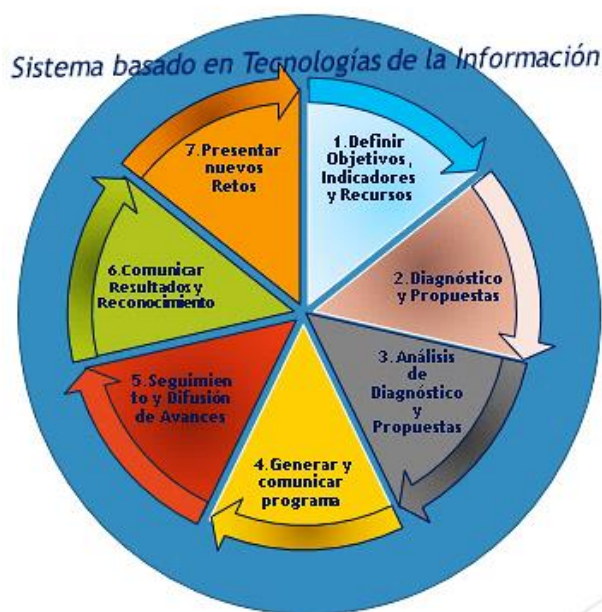 Sistema basado en Tecnologías de la Información
1.Definir
Objetivos,
Indicadores
y Recursos
2.Diagnóstico
y Propuestas
3.Análisis
de
Diagnóstico
y
Propuestas
4.Generar y
comunicar
programa
5.Seguimien
to y Difusión
de Avances
6.Comunicar
Resultados y
Reconocimiento
7.Presentar
nuevos
Retos